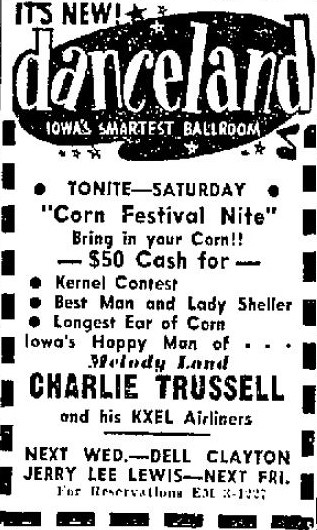 IT'S NEW!
danceland
IOWA'S SMARTEST BALLROOM
• TONITE—SATURDAY •
"Corn Festival Nite"
Bring in your Corn!!
— $50 Cash for —
• Kernel Contest
• Best Man and Lady Sheller
• Longest Ear of Corn
Iowa's Happy Man of - - -
Melody Land
CHARLIE TRUSSELL
and his KXEL Airliners
NEXT WED.—DELL CLAYTON
JERRY LEE LEWIS—NEXT FRI.
For Reservations EM 3-1227